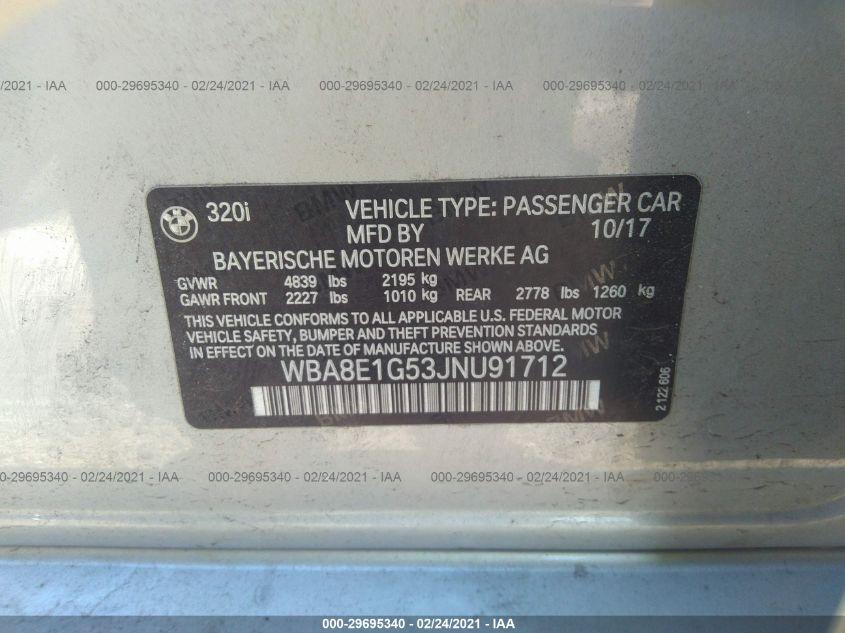 /2021 - IAA 000-29695340 - 02/24/2021 - IAA 000-29695340 - 02/24/2021 - IAA 000-29695340 - 02/24/2021 -
320i VEHICLE TYPE: PASSENGER CAR
MFD BY 10/17
BAYERISCHE MOTOREN WERKE AG
GVWR 4839 lbs 2195 kg
GAWR FRONT 2227 lbs 1010 kg REAR 2778 lbs 1260 kg
THIS VEHICLE CONFORMS TO ALL APPLICABLE U.S. FEDERAL MOTOR
VEHICLE SAFETY, BUMPER AND THEFT PREVENTION STANDARDS
IN EFFECT ON THE DATE OF MANUFACTURE SHOWN ABOVE.
WBA8E1G53JNU91712
2 122 606
29695340 - 02/24/2021 - IAA 000-29695340 - 02/24/2021 - IAA 000-29695340 - 02/24/2021 - IAA 000-29695340
000-29695340 - 02/24/2021 - IAA